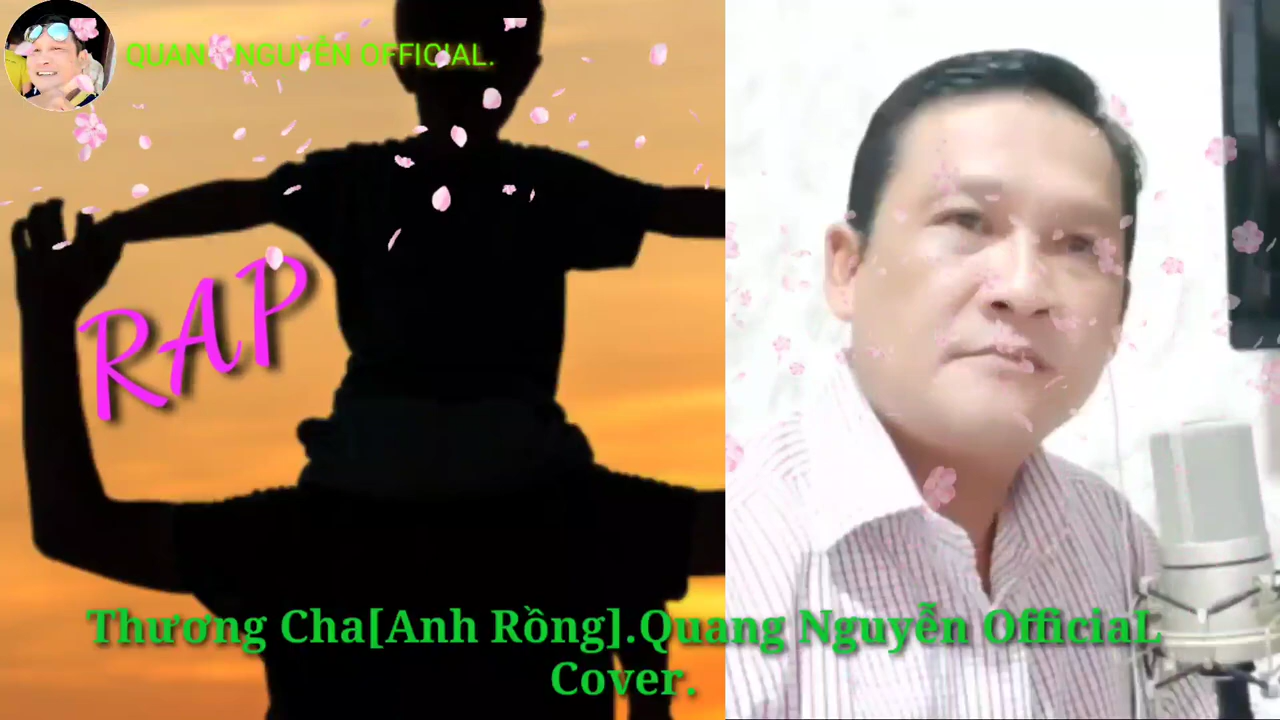 QUANG NGUYỄN OFFICIAL.
RAP
Thương Cha[Anh Rồng].Quang Nguyễn OfficiaL
Cover.